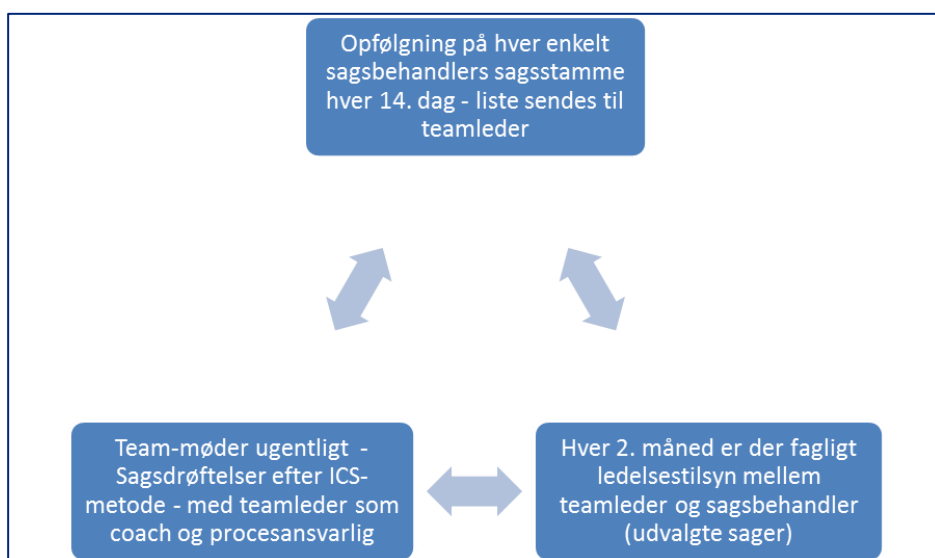 Opfølgning på hver enkelt
sagsbehandlers sagsstamme
hver 14. dag - liste sendes til
teamleder
Team-møder ugentligt -
Sagsdrøftelser efter ICS-
metode - med teamleder som
coach og procesansvarlig
Hver 2. måned er der fagligt
ledelsestilsyn mellem
teamleder og sagsbehandler
(udvalgte sager)